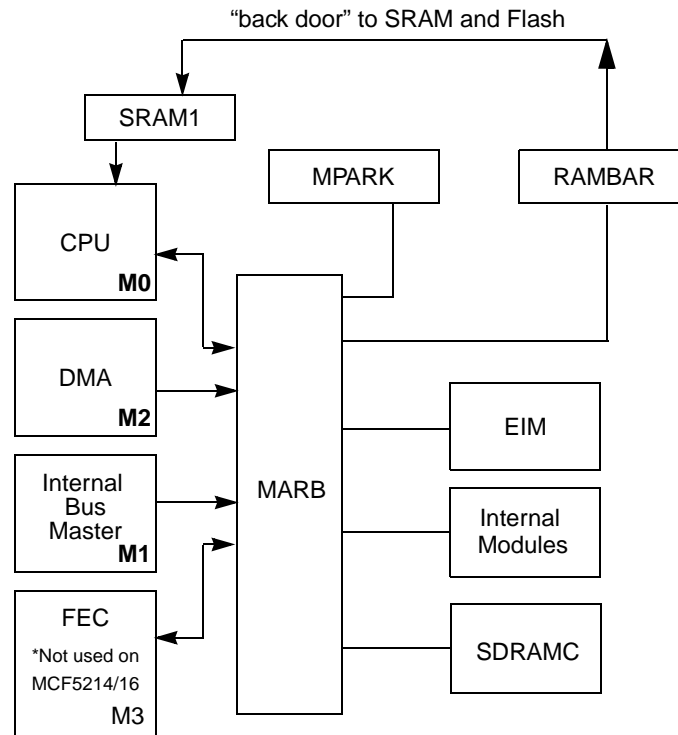 “back door” to SRAM and Flash
SRAM1
MPARK
RAMBAR
CPU
M0
DMA
M2
Internal
Bus
Master
M1
FEC
*Not used on
MCF5214/16
M3
MARB
EIM
Internal
Modules
SDRAMC